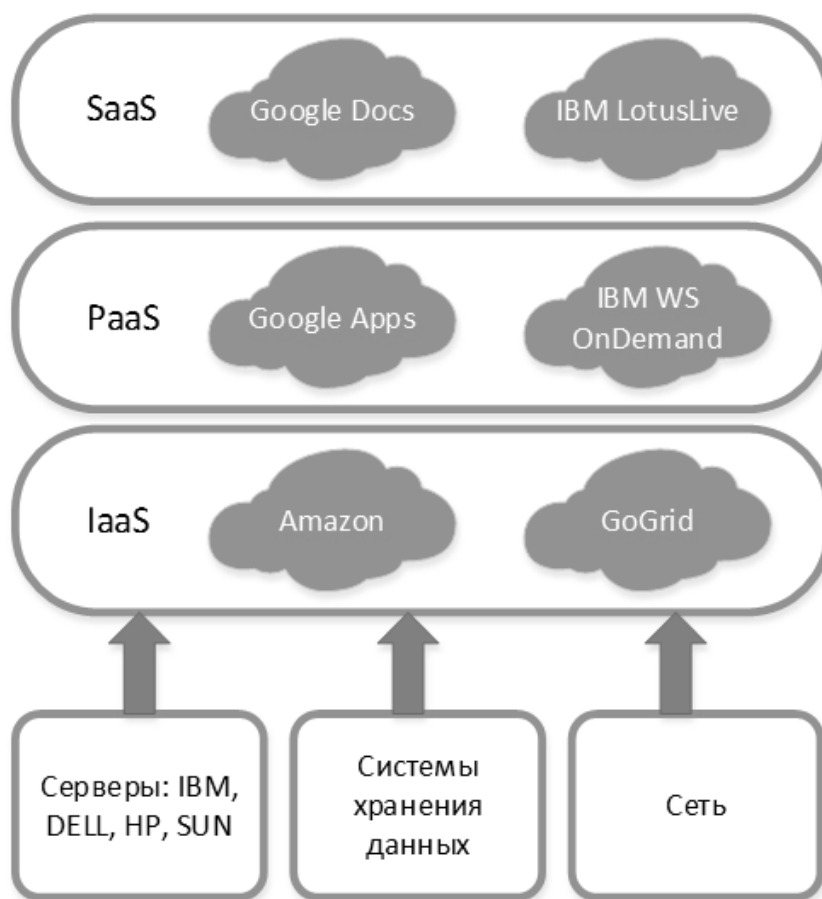 SaaS
Google Docs
IBM LotusLive
PaaS
Google Apps
IBM WS
OnDemand
IaaS
Amazon
GoGrid
Серверы: IBM,
DELL, HP, SUN
Системы
хранения
данных
Сеть